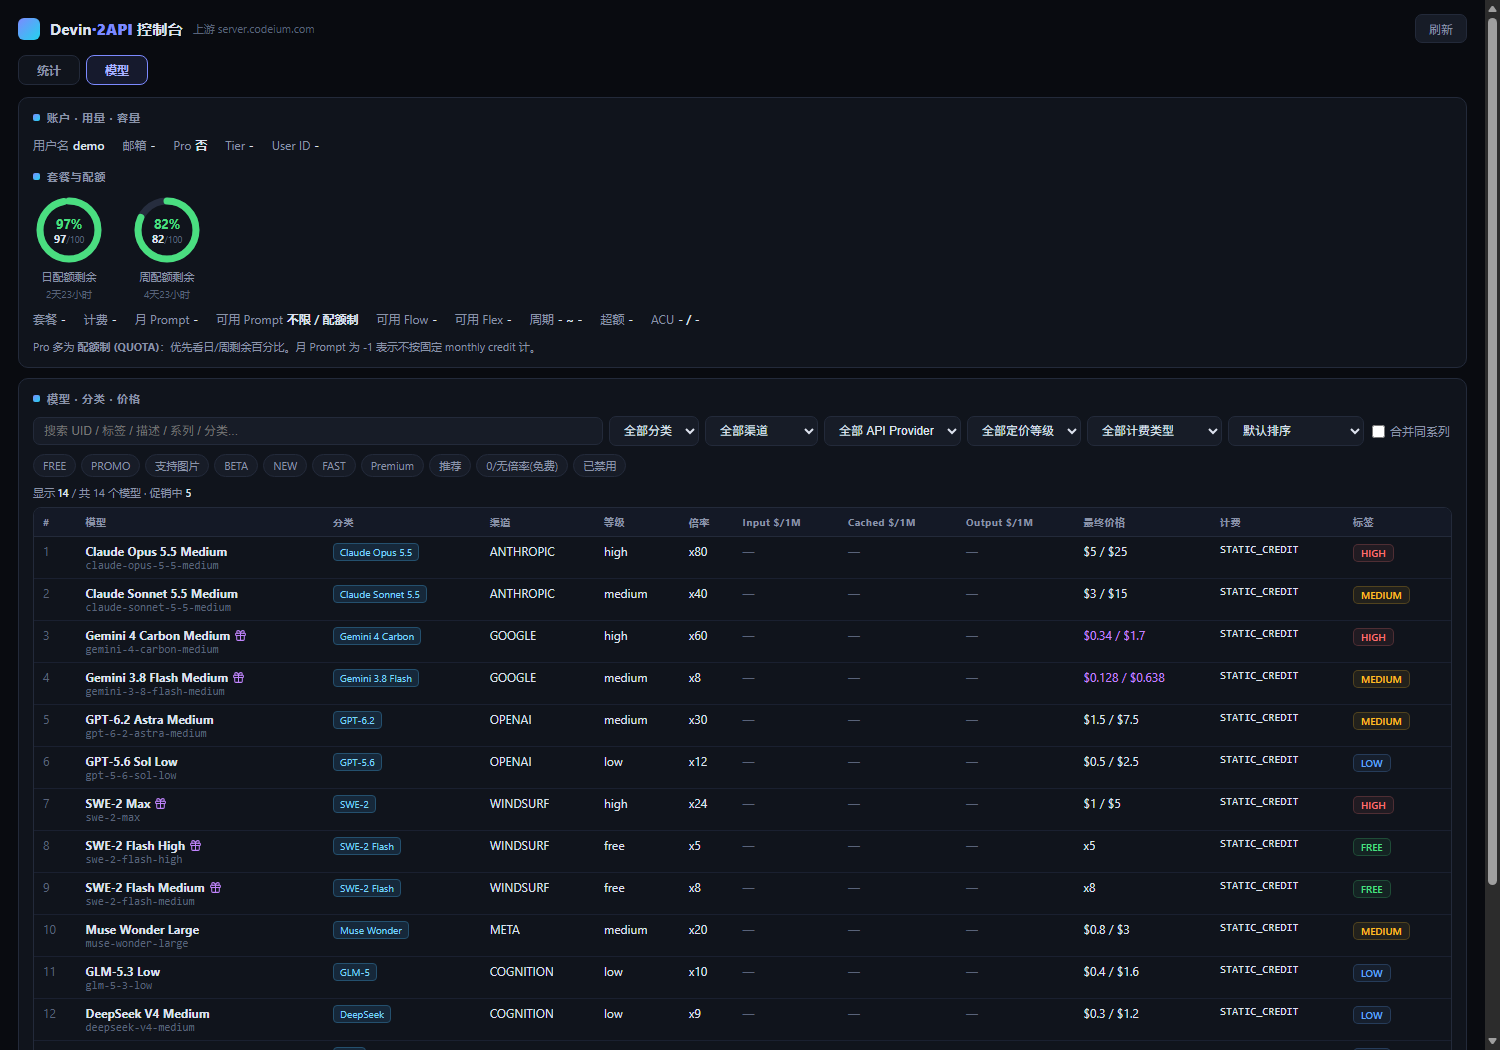 Devin·2API 控制台 上游 server.codeium.com 刷新
统计 模型
账户 · 用量 · 容量
用户名 demo 邮箱 - Pro 否 Tier - User ID -
套餐与配额
97% 82%
97/100 82/100
日配额剩余 周配额剩余
2天23小时 4天23小时
套餐 - 计费 - 月 Prompt - 可用 Prompt 不限 / 配额制 可用 Flow - 可用 Flex - 周期 - ~ - 超额 - ACU - / -
Pro 多为 配额制 (QUOTA)：优先看日/周剩余百分比。月 Prompt 为 -1 表示不按固定 monthly credit 计。
模型 · 分类 · 价格
搜索 UID / 标签 / 描述 / 系列 / 分类... 全部分类 全部渠道 全部 API Provider 全部定价等级 全部计费类型 默认排序 合并同系列
FREE PROMO 支持图片 BETA NEW FAST Premium 推荐 0/无倍率(免费) 已禁用
显示 14 / 共 14 个模型 · 促销中 5
# 模型 分类 渠道 等级 倍率 Input $/1M Cached $/1M Output $/1M 最终价格 计费 标签
1 Claude Opus 5.5 Medium Claude Opus 5.5 ANTHROPIC high x80 — — — $5 / $25 STATIC_CREDIT HIGH
claude-opus-5-5-medium
2 Claude Sonnet 5.5 Medium Claude Sonnet 5.5 ANTHROPIC medium x40 — — — $3 / $15 STATIC_CREDIT MEDIUM
claude-sonnet-5-5-medium
3 Gemini 4 Carbon Medium Gemini 4 Carbon GOOGLE high x60 — — — $0.34 / $1.7 STATIC_CREDIT HIGH
gemini-4-carbon-medium
4 Gemini 3.8 Flash Medium Gemini 3.8 Flash GOOGLE medium x8 — — — $0.128 / $0.638 STATIC_CREDIT MEDIUM
gemini-3-8-flash-medium
5 GPT-6.2 Astra Medium GPT-6.2 OPENAI medium x30 — — — $1.5 / $7.5 STATIC_CREDIT MEDIUM
gpt-6-2-astra-medium
6 GPT-5.6 Sol Low GPT-5.6 OPENAI low x12 — — — $0.5 / $2.5 STATIC_CREDIT LOW
gpt-5-6-sol-low
7 SWE-2 Max SWE-2 WINDSURF high x24 — — — $1 / $5 STATIC_CREDIT HIGH
swe-2-max
8 SWE-2 Flash High SWE-2 Flash WINDSURF free x5 — — — x5 STATIC_CREDIT FREE
swe-2-flash-high
9 SWE-2 Flash Medium SWE-2 Flash WINDSURF free x8 — — — x8 STATIC_CREDIT FREE
swe-2-flash-medium
10 Muse Wonder Large Muse Wonder META medium x20 — — — $0.8 / $3 STATIC_CREDIT MEDIUM
muse-wonder-large
11 GLM-5.3 Low GLM-5 COGNITION low x10 — — — $0.4 / $1.6 STATIC_CREDIT LOW
glm-5-3-low
12 DeepSeek V4 Medium DeepSeek COGNITION low x9 — — — $0.3 / $1.2 STATIC_CREDIT LOW
deepseek-v4-medium